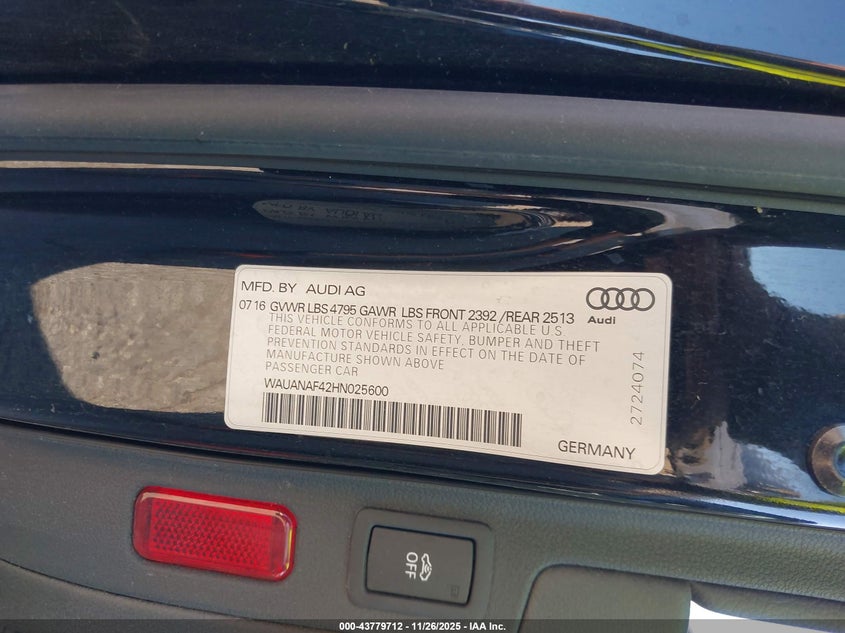 MFD. BY AUDI AG
07 16 GVWR LBS 4795 GAWR LBS FRONT 2392 /REAR 2513
THIS VEHICLE CONFORMS TO ALL APPLICABLE U S
FEDERAL MOTOR VEHICLE SAFETY, BUMPER AND THEFT
PREVENTION STANDARDS IN EFFECT ON THE DATE OF
MANUFACTURE SHOWN ABOVE
PASSENGER CAR
WAUANAF42HN025600
GERMANY
Audi
2724074
OFF
000-43779712 - 11/26/2025 - IAA Inc.